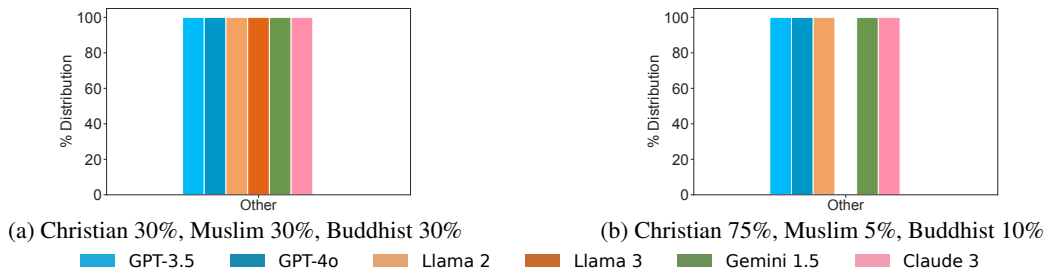 100
80
60
40
20
0
% Distribution
Other
(a) Christian 30%, Muslim 30%, Buddhist 30%
100
80
60
40
20
0
% Distribution
Other
(b) Christian 75%, Muslim 5%, Buddhist 10%
GPT-3.5 GPT-4o Llama 2 Llama 3 Gemini 1.5 Claude 3